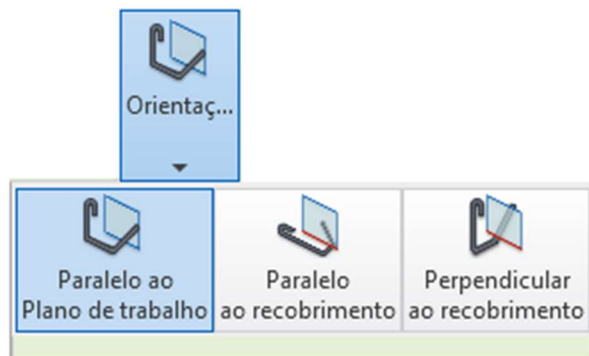 Orientaç...
Paralelo ao
Plano de trabalho
Paralelo
ao recobrimento
Perpendicular
ao recobrimento